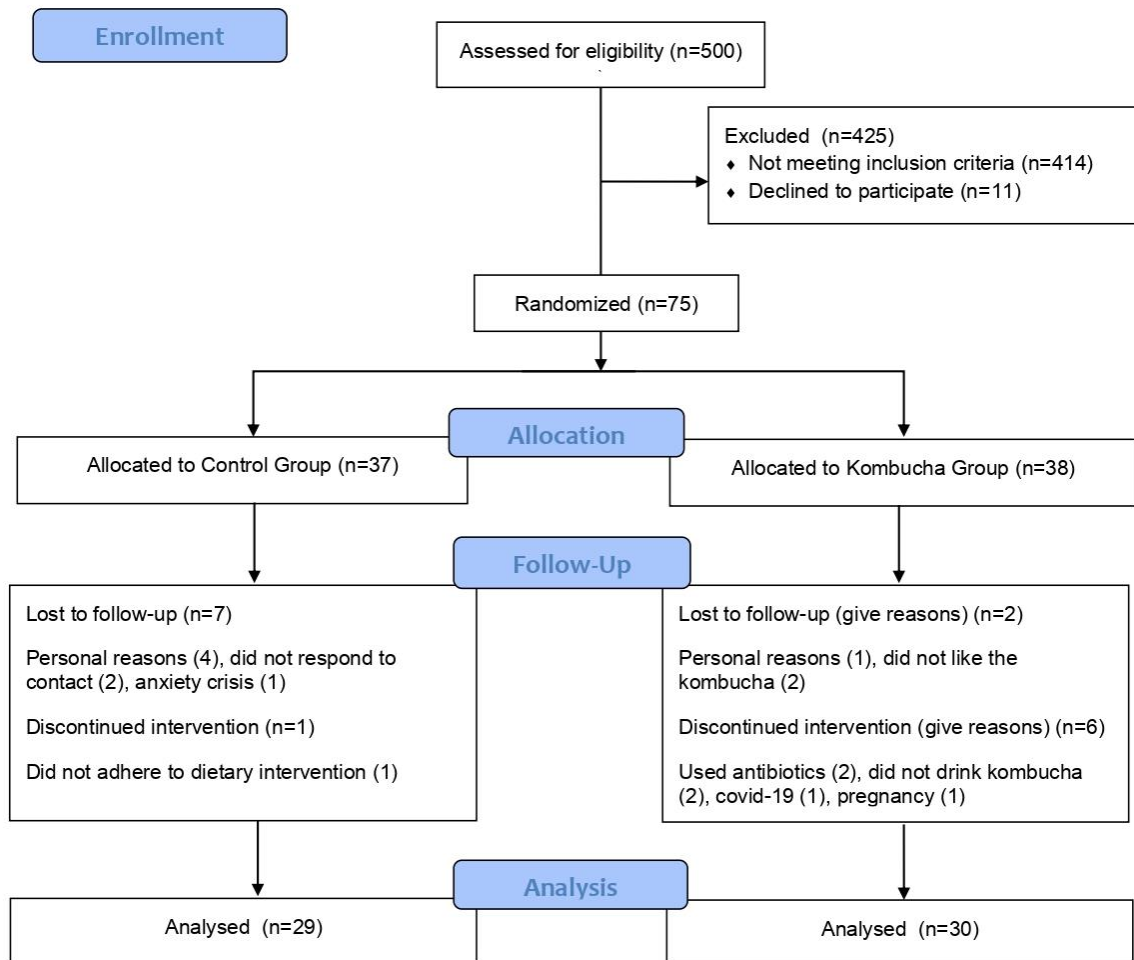 Enrollment
Assessed for eligibility (n=500)
Excluded (n=425)
♦ Not meeting inclusion criteria (n=414)
♦ Declined to participate (n=11)
Randomized (n=75)
Allocation
Allocated to Control Group (n=37)
Allocated to Kombucha Group (n=38)
Follow-Up
Lost to follow-up (n=7)
Personal reasons (4), did not respond to
contact (2), anxiety crisis (1)
Discontinued intervention (n=1)
Did not adhere to dietary intervention (1)
Lost to follow-up (give reasons) (n=2)
Personal reasons (1), did not like the
kombucha (2)
Discontinued intervention (give reasons) (n=6)
Used antibiotics (2), did not drink kombucha
(2), covid-19 (1), pregnancy (1)
Analysis
Analysed (n=29)
Analysed (n=30)